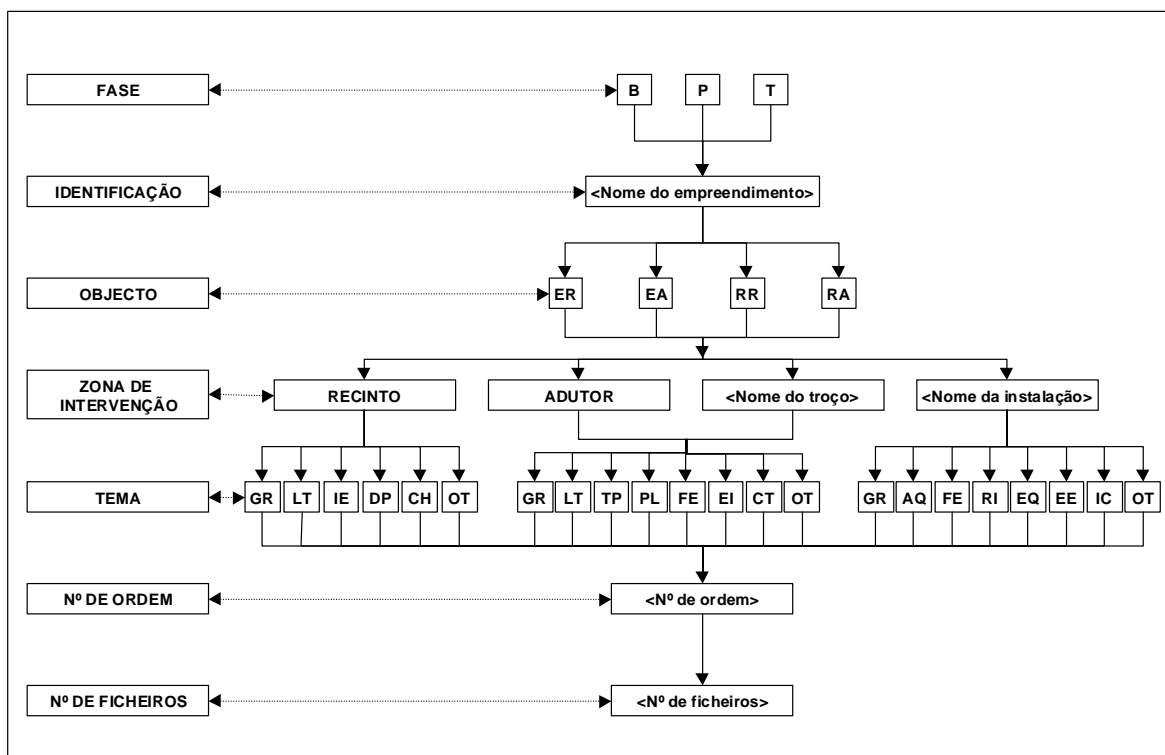 FASE
B P T
IDENTIFICAÇÃO
<Nome do empreendimento>
OBJECTO
ER EA RR RA
ZONA DE
INTERVENÇÃO
RECINTO ADUTOR <Nome do troço> <Nome da instalação>
TEMA
GR LT IE DP CH OT GR LT TP PL FE EI CT OT GR AQ FE RI EQ EE IC OT
Nº DE ORDEM
<Nº de ordem>
Nº DE FICHEIROS
<Nº de ficheiros>